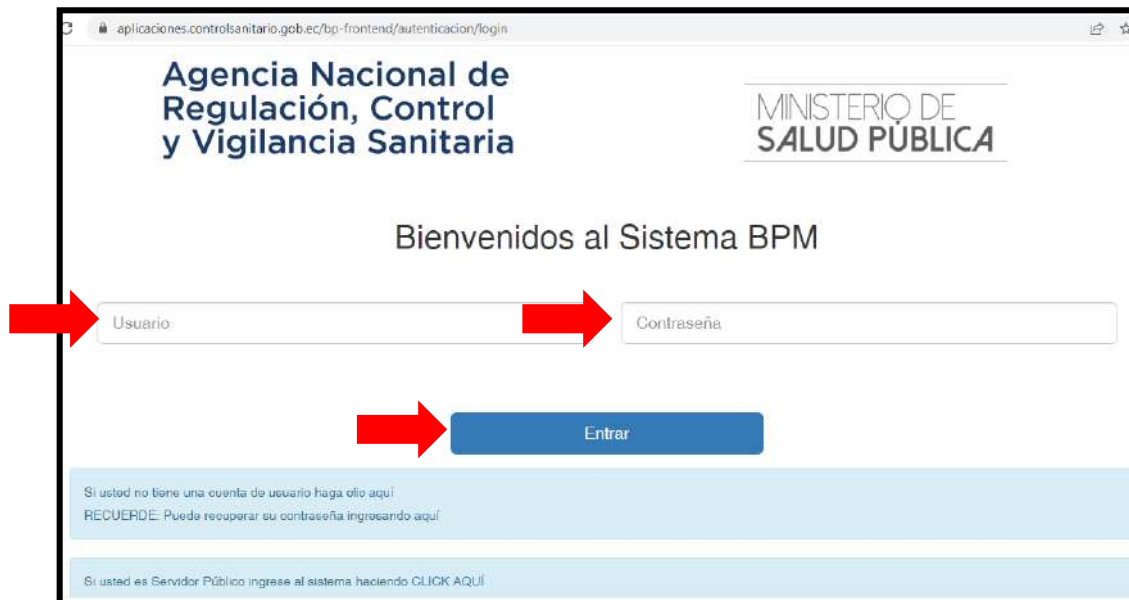 aplicaciones.controlsanitario.gob.ec/bp-frontend/autenticacion/login
Agencia Nacional de
Regulación, Control
y Vigilancia Sanitaria
MINISTERIO DE
SALUD PÚBLICA
Bienvenidos al Sistema BPM
Usuario
Contraseña
Entrar
Si usted no tiene una cuenta de usuario haga clic aquí
RECUERDE: Puede recuperar su contraseña ingresando aquí
Si usted es Servidor Público ingrese al sistema haciendo CLICK AQUÍ